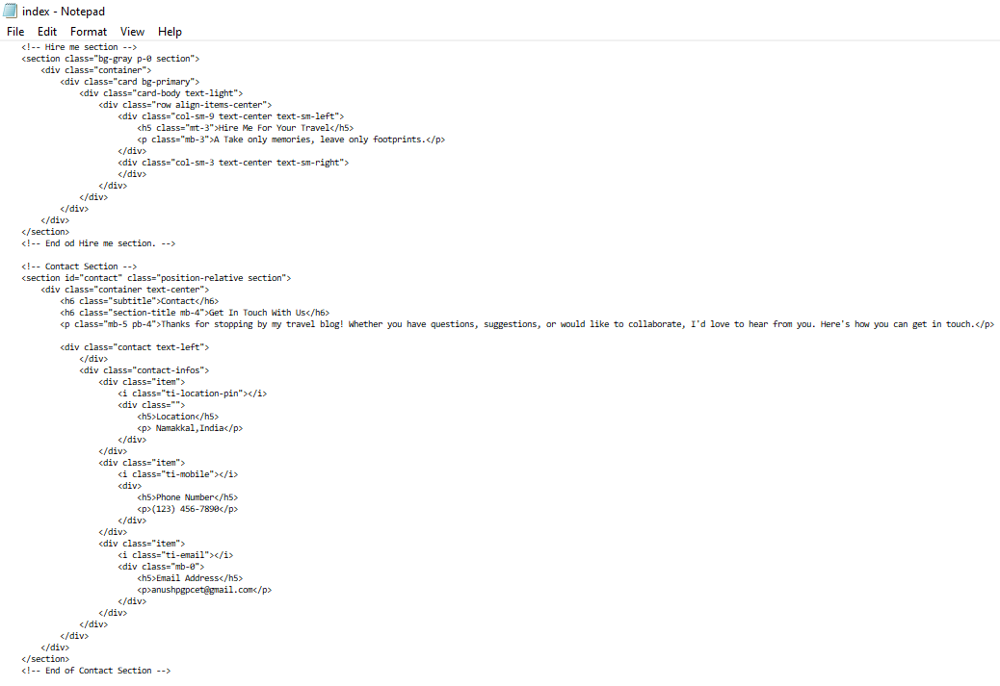 index - Notepad
File Edit Format View Help
<!-- Hire me section -->
<section class="bg-gray p-0 section">
<div class="container">
<div class="card bg-primary">
<div class="card-body text-light">
<div class="row align-items-center">
<div class="col-sm-9 text-center text-sm-left">
<h5 class="mt-3">Hire Me For Your Travel</h5>
<p class="mb-3">A Take only memories, leave only footprints.</p>
</div>
<div class="col-sm-3 text-center text-sm-right">
</div>
</div>
</div>
</div>
</div>
</section>
<!-- End od Hire me section. -->
<!-- Contact Section -->
<section id="contact" class="position-relative section">
<div class="container text-center">
<h6 class="subtitle">Contact</h6>
<h6 class="section-title mb-4">Get In Touch With Us</h6>
<p class="mb-5 pb-4">Thanks for stopping by my travel blog! Whether you have questions, suggestions, or would like to collaborate, I'd love to hear from you. Here's how you can get in touch.</p>
<div class="contact text-left">
</div>
<div class="contact-infos">
<div class="item">
<i class="ti-location-pin"></i>
<div class="">
<h5>Location</h5>
<p> Namakkal,India</p>
</div>
</div>
<div class="item">
<i class="ti-mobile"></i>
<div>
<h5>Phone Number</h5>
<p>(123) 456-7890</p>
</div>
</div>
<div class="item">
<i class="ti-email"></i>
<div class="mb-0">
<h5>Email Address</h5>
<p>anushpgpcet@gmail.com</p>
</div>
</div>
</div>
</div>
</div>
</section>
<!-- End of Contact Section -->